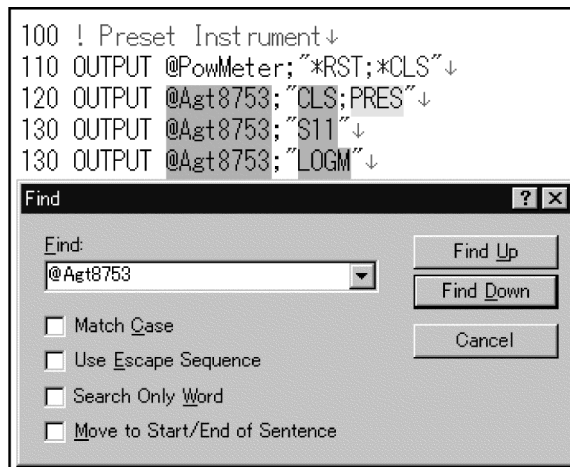 100 ! Preset Instrument↓
110 OUTPUT @PowMeter;"*RST;*CLS"↓
120 OUTPUT @Agt8753;"CLS;PRES"↓
130 OUTPUT @Agt8753;"S11"↓
130 OUTPUT @Agt8753;"LOGM"↓
Find
Find:
@Agt8753
Find Up
Find Down
Cancel
Match Case
Use Escape Sequence
Search Only Word
Move to Start/End of Sentence